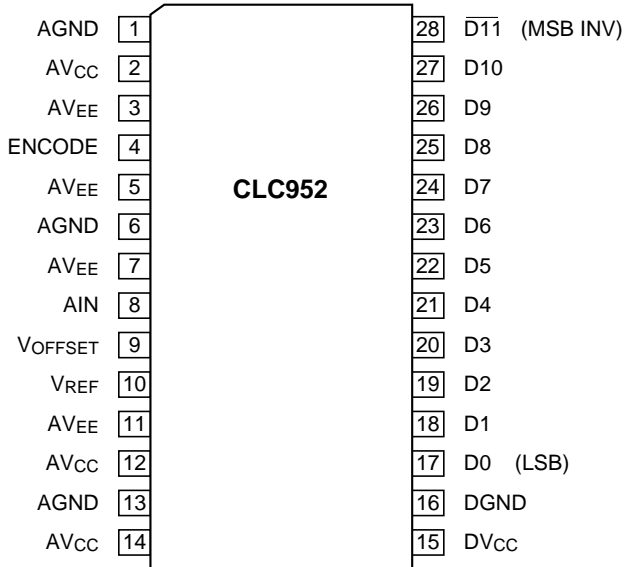 AGND 1 28 D11 (MSB INV)
AVCC 2 27 D10
AVEE 3 26 D9
ENCODE 4 25 D8
AVEE 5 CLC952 24 D7
AGND 6 23 D6
AVEE 7 22 D5
AIN 8 21 D4
VOFFSET 9 20 D3
VREF 10 19 D2
AVEE 11 18 D1
AVCC 12 17 D0 (LSB)
AGND 13 16 DGND
AVCC 14 15 DVCC